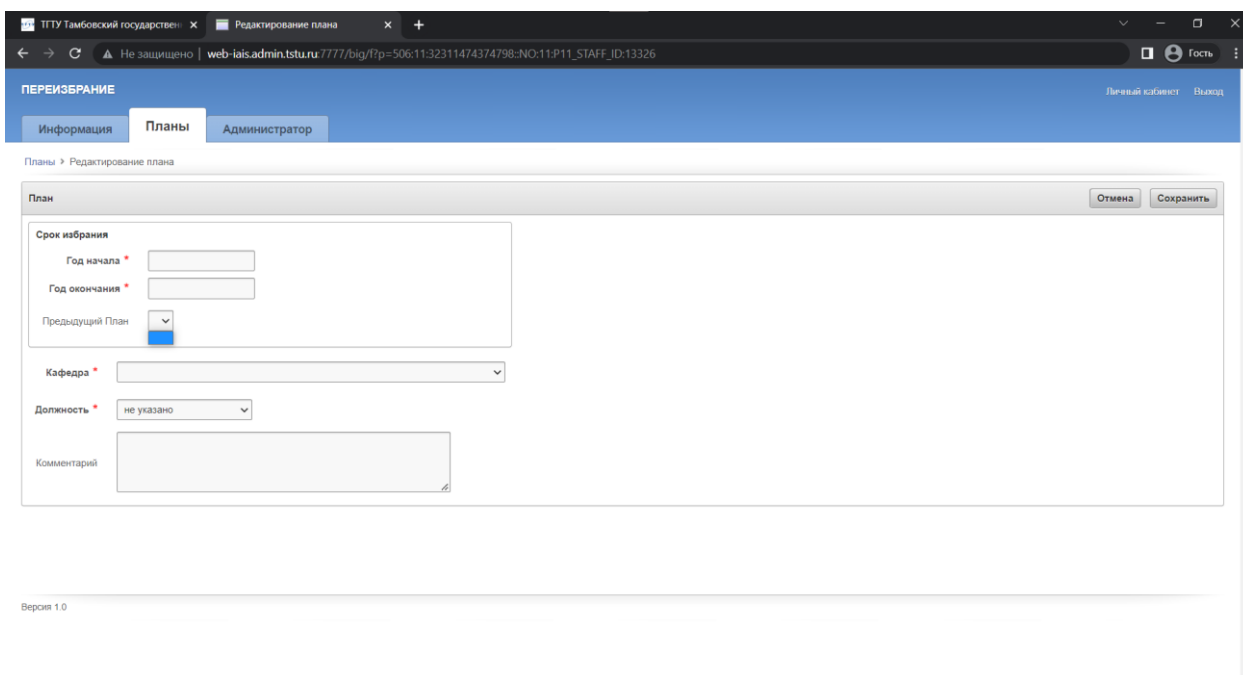 ТГТУ Тамбовский государствен
Редактирование плана
Не защищено | web-iais.admin.tstu.ru:7777/big/f?p=506:11:32311474374798::NO:11:P11_STAFF_ID:13326
Гость
ПЕРЕИЗБРАНИЕ
Личный кабинет Выход
Информация Планы Администратор
Планы > Редактирование плана
План Отмена Сохранить
Срок избрания
Год начала *
Год окончания *
Предыдущий План
Кафедра *
Должность * не указано
Комментарий
Версия 1.0